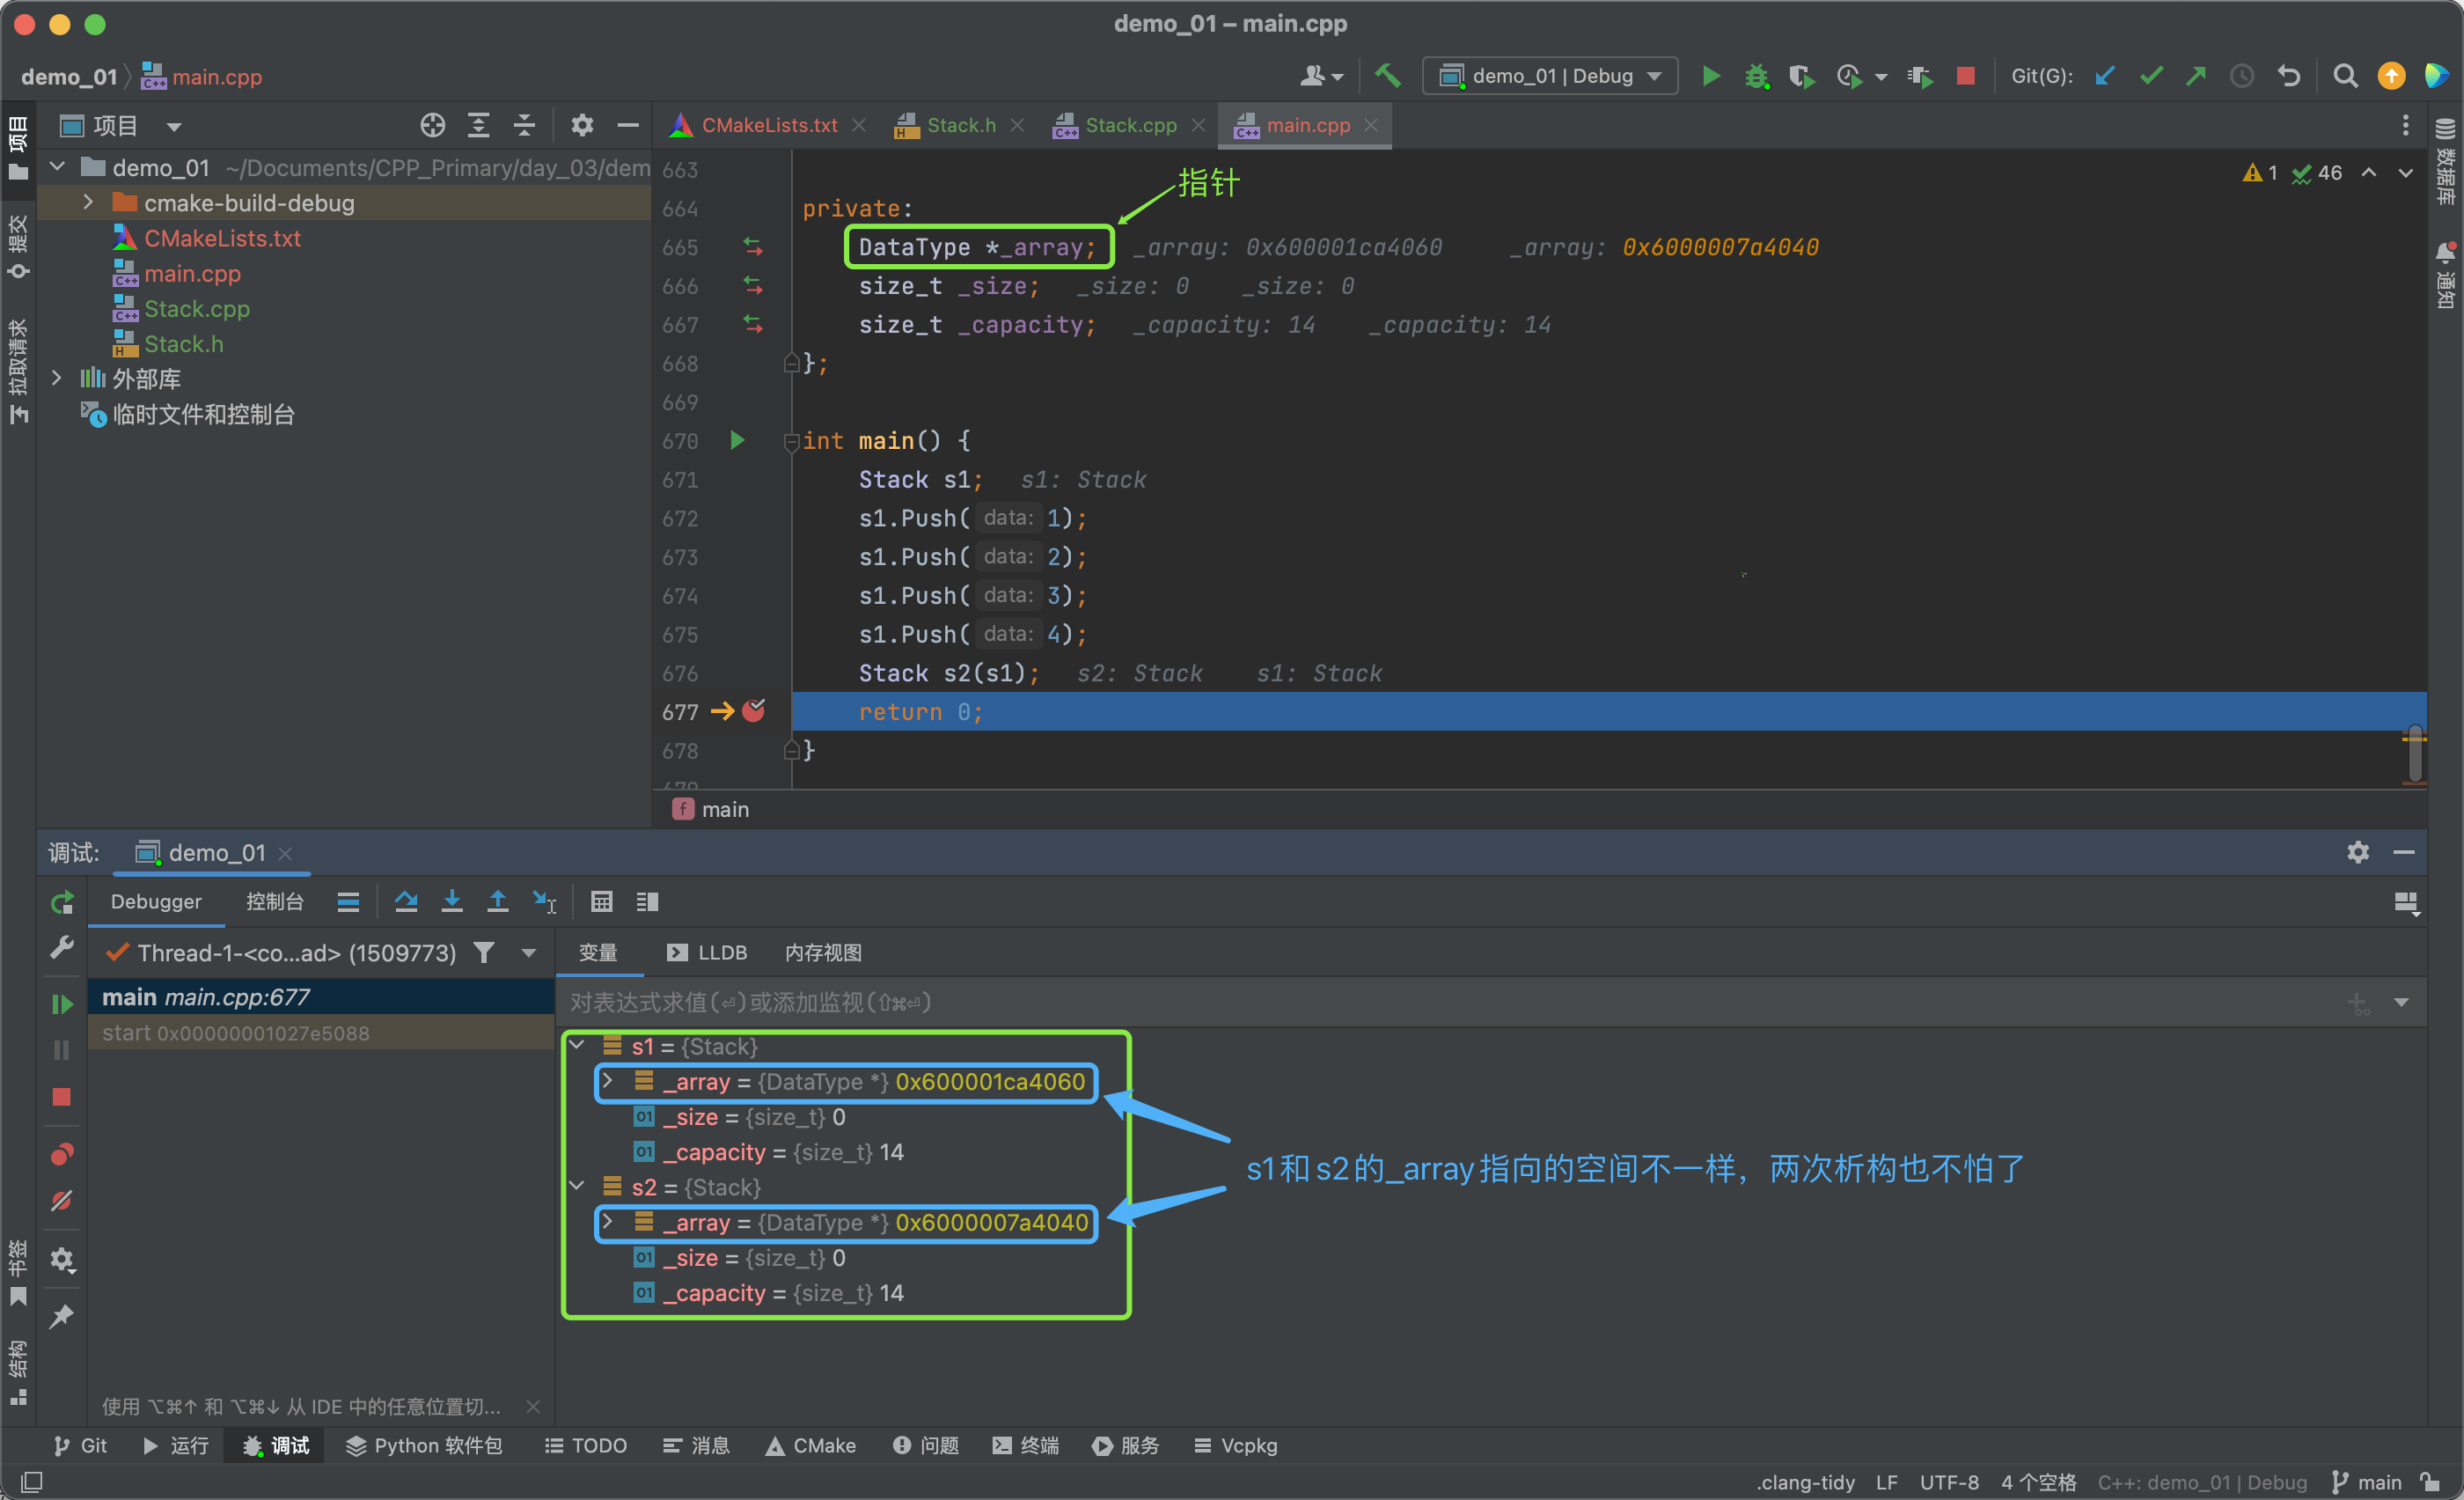 demo_01 – main.cpp
demo_01 main.cpp
demo_01 | Debug
Git(G):
项目
CMakeLists.txt
Stack.h
Stack.cpp
main.cpp
项目
提交
拉取请求
书签
结构
数据库
通知
demo_01 ~/Documents/CPP_Primary/day_03/dem
cmake-build-debug
CMakeLists.txt
main.cpp
Stack.cpp
Stack.h
外部库
临时文件和控制台
1 46
663
指针
664 private:
665 DataType *_array; _array: 0x600001ca4060 _array: 0x6000007a4040
666 size_t _size; _size: 0 _size: 0
667 size_t _capacity; _capacity: 14 _capacity: 14
668 };
669
670 int main() {
671 Stack s1; s1: Stack
672 s1.Push( data: 1);
673 s1.Push( data: 2);
674 s1.Push( data: 3);
675 s1.Push( data: 4);
676 Stack s2(s1); s2: Stack s1: Stack
677 return 0;
678 }
679
f main
调试: demo_01
Debugger 控制台
Thread-1-<co...ad> (1509773)
变量 LLDB 内存视图
main main.cpp:677
start 0x00000001027e5088
对表达式求值(⏎)或添加监视(⇧⌘⏎)
s1 = {Stack}
_array = {DataType *} 0x600001ca4060
01 _size = {size_t} 0
01 _capacity = {size_t} 14
s2 = {Stack}
_array = {DataType *} 0x6000007a4040
01 _size = {size_t} 0
01 _capacity = {size_t} 14
s1和s2的_array指向的空间不一样，两次析构也不怕了
使用 ⌥⌘↑ 和 ⌥⌘↓ 从 IDE 中的任意位置切...
Git 运行 调试 Python 软件包 TODO 消息 CMake 问题 终端 服务 Vcpkg
.clang-tidy LF UTF-8 4 个空格 C++: demo_01 | Debug main